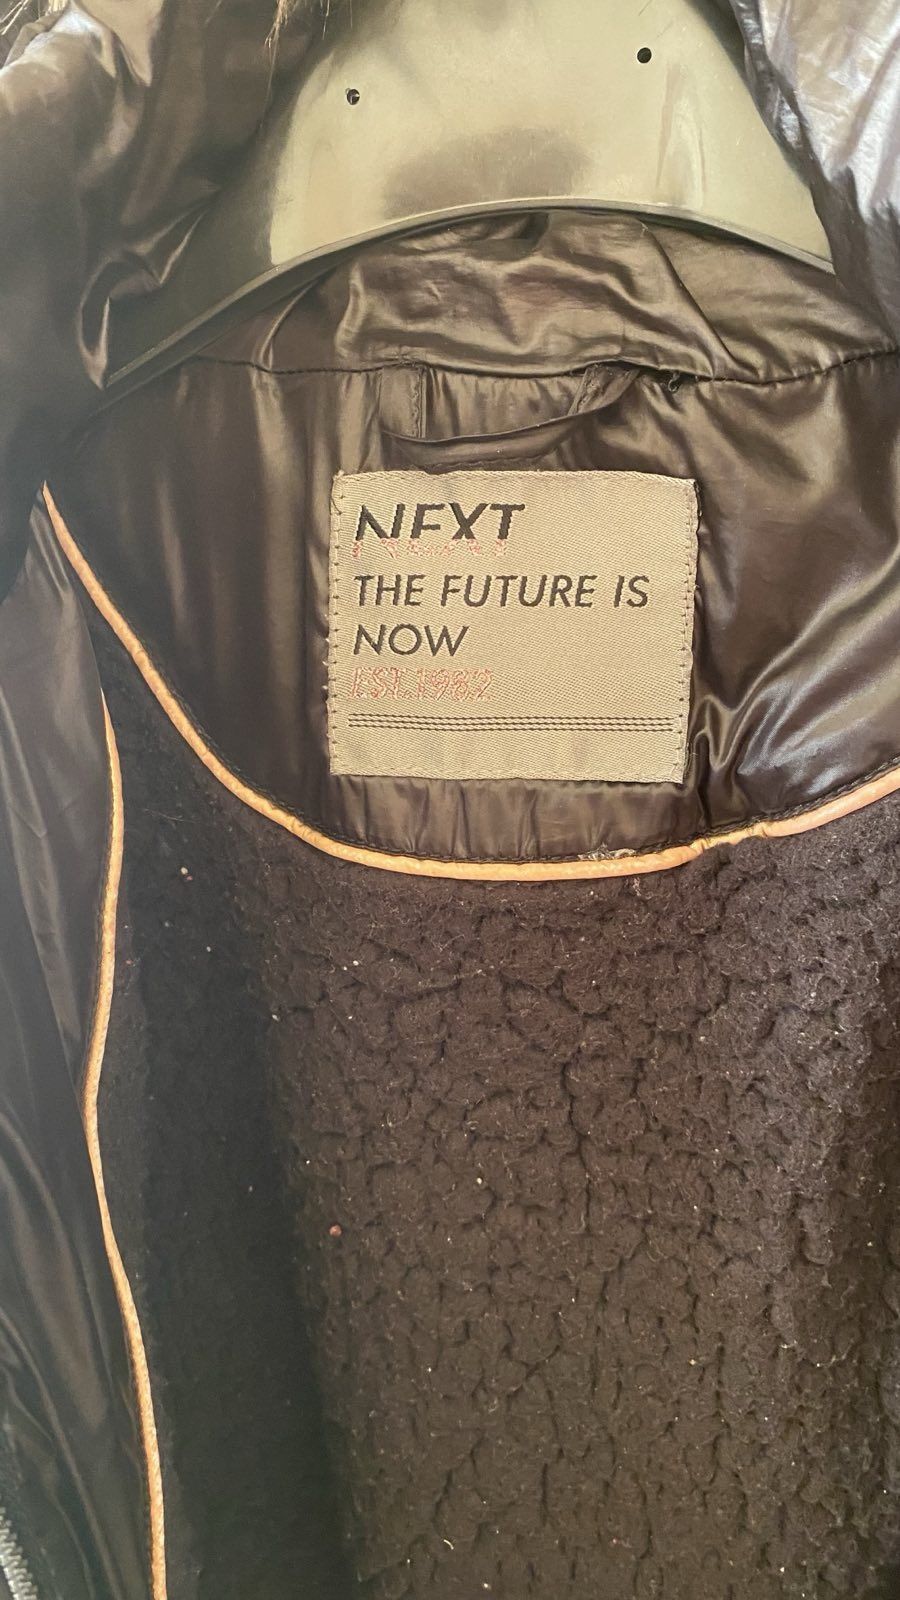 NEXT
THE FUTURE IS
NOW
EST.1982